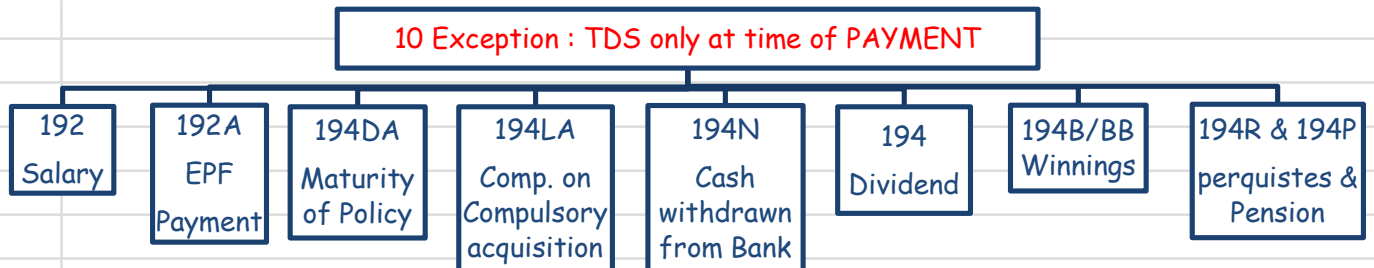 10 Exception : TDS only at time of PAYMENT
192
Salary
192A
EPF
Payment
194DA
Maturity
of Policy
194LA
Comp. on
Compulsory
acquisition
194N
Cash
withdrawn
from Bank
194
Dividend
194B/BB
Winnings
194R & 194P
perquistes &
Pension